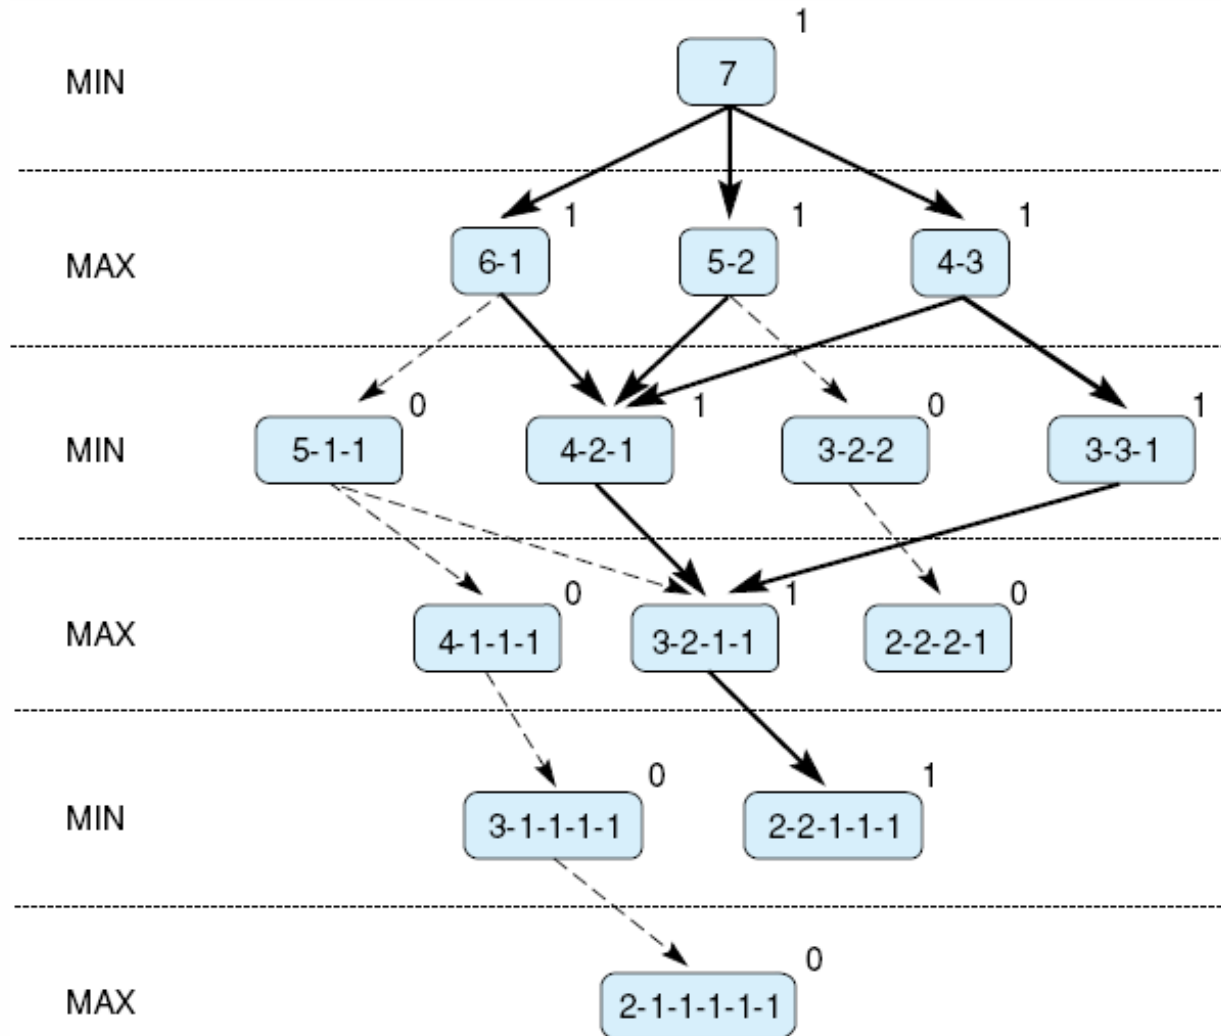 1
MIN 7
1 1 1
MAX 6-1 5-2 4-3
0 1 0 1
MIN 5-1-1 4-2-1 3-2-2 3-3-1
0 1 0
MAX 4-1-1-1 3-2-1-1 2-2-2-1
0 1
MIN 3-1-1-1-1 2-2-1-1-1
0
MAX 2-1-1-1-1-1